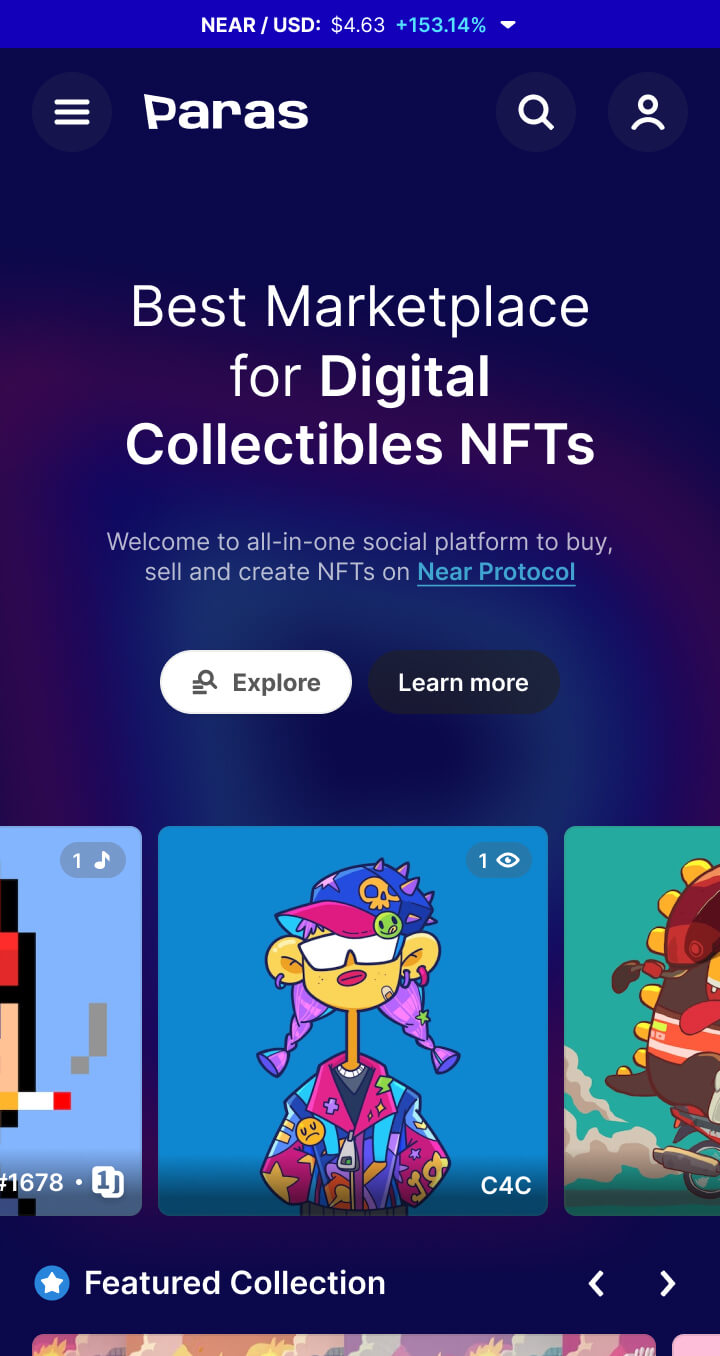 NEAR / USD: $4.63 +153.14%
Paras
Best Marketplace
for Digital
Collectibles NFTs
Welcome to all-in-one social platform to buy,
sell and create NFTs on Near Protocol
Explore
Learn more
1
1
#1678 • 1
C4C
Featured Collection